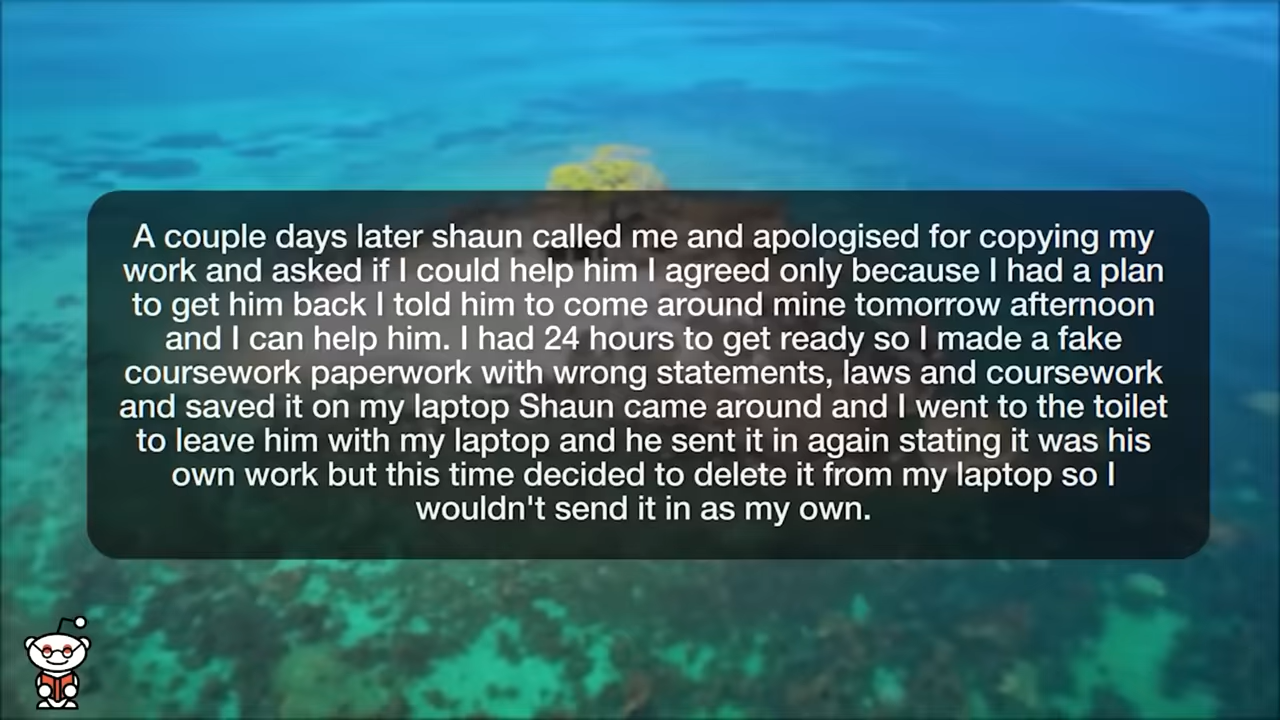 A couple days later shaun called me and apologised for copying my
work and asked if I could help him I agreed only because I had a plan
to get him back I told him to come around mine tomorrow afternoon
and I can help him. I had 24 hours to get ready so I made a fake
coursework paperwork with wrong statements, laws and coursework
and saved it on my laptop Shaun came around and I went to the toilet
to leave him with my laptop and he sent it in again stating it was his
own work but this time decided to delete it from my laptop so I
wouldn't send it in as my own.